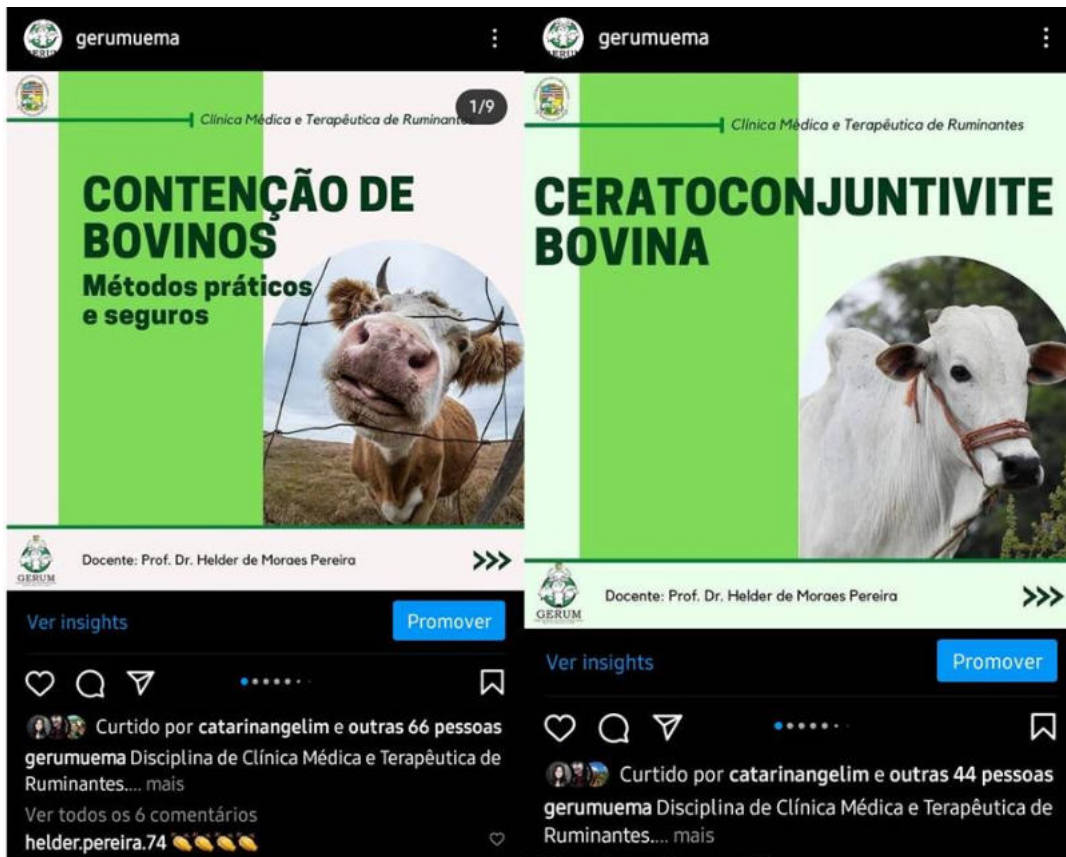 gerumuema
1/9
Clínica Médica e Terapêutica de Ruminantes
CONTENÇÃO DE
BOVINOS
Métodos práticos
e seguros
GERUM
Docente: Prof. Dr. Helder de Moraes Pereira
>>>
Ver insights
Promover
Curtido por catarinangelim e outras 66 pessoas
gerumuema Disciplina de Clínica Médica e Terapêutica de
Ruminantes.... mais
Ver todos os 6 comentários
helder.pereira.74 👏👏👏👏
gerumuema
Clínica Médica e Terapêutica de Ruminantes
CERATOCONJUNTIVITE
BOVINA
GERUM
Docente: Prof. Dr. Helder de Moraes Pereira
>>>
Ver insights
Promover
Curtido por catarinangelim e outras 44 pessoas
gerumuema Disciplina de Clínica Médica e Terapêutica de
Ruminantes.... mais